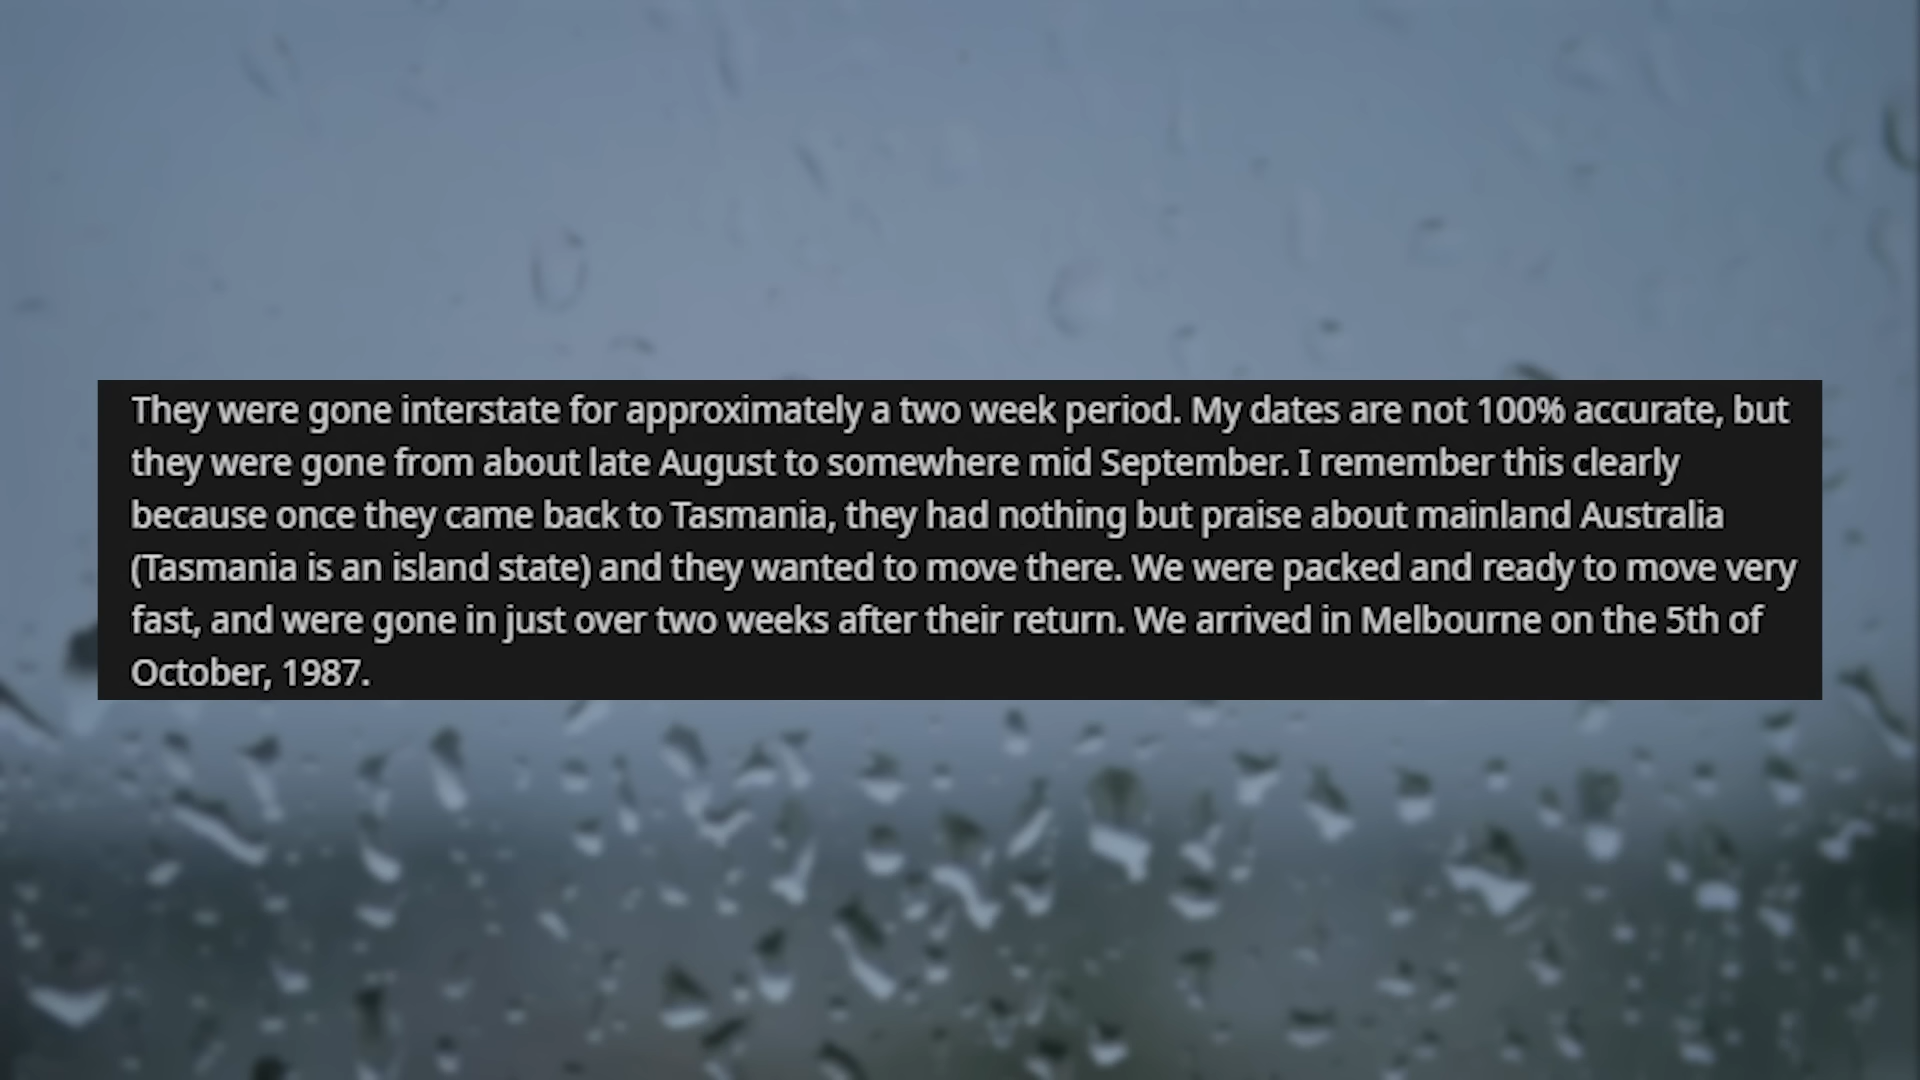 They were gone interstate for approximately a two week period. My dates are not 100% accurate, but
they were gone from about late August to somewhere mid September. I remember this clearly
because once they came back to Tasmania, they had nothing but praise about mainland Australia
(Tasmania is an island state) and they wanted to move there. We were packed and ready to move very
fast, and were gone in just over two weeks after their return. We arrived in Melbourne on the 5th of
October, 1987.